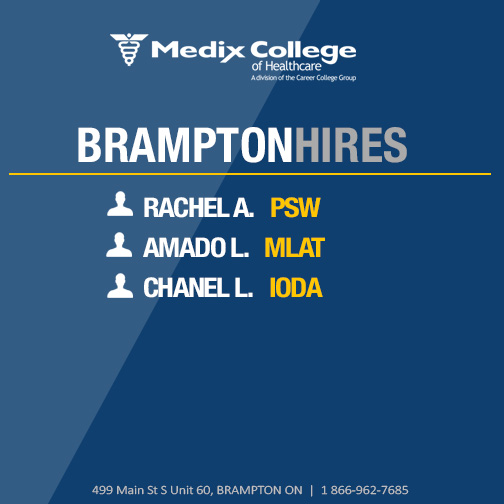 Medix College
of Healthcare
A division of the Career College Group
BRAMPTONHIRES
RACHEL A. PSW
AMADO L. MLAT
CHANEL L. IODA
499 Main St S Unit 60, BRAMPTON ON | 1 866-962-7685